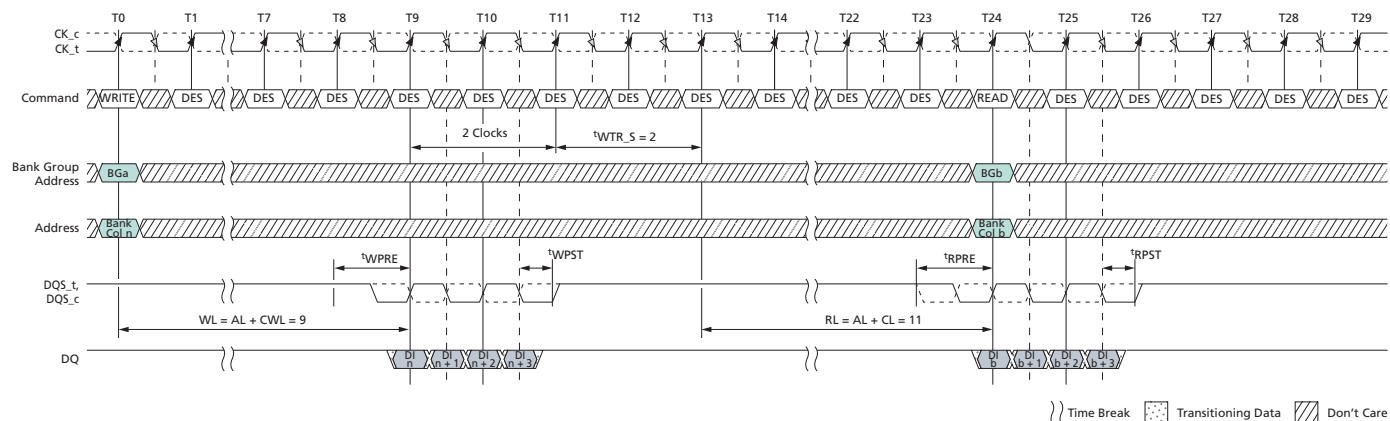 T0 T1 T7 T8 T9 T10 T11 T12 T13 T14 T22 T23 T24 T25 T26 T27 T28 T29
CK_c
CK_t
Command WRITE DES DES DES DES DES DES DES DES DES DES DES READ DES DES DES DES DES
2 Clocks tWTR_S = 2
Bank Group
Address BGa BGb
Address Bank
Col n Bank
Col b
tWPRE tWPST tRPRE tRPST
DQS_t,
DQS_c
WL = AL + CWL = 9 RL = AL + CL = 11
DQ DI
n DI
n + 1 DI
n + 2 DI
n + 3 DI
b DI
b + 1 DI
b + 2 DI
b + 3
Time Break Transitioning Data Don't Care